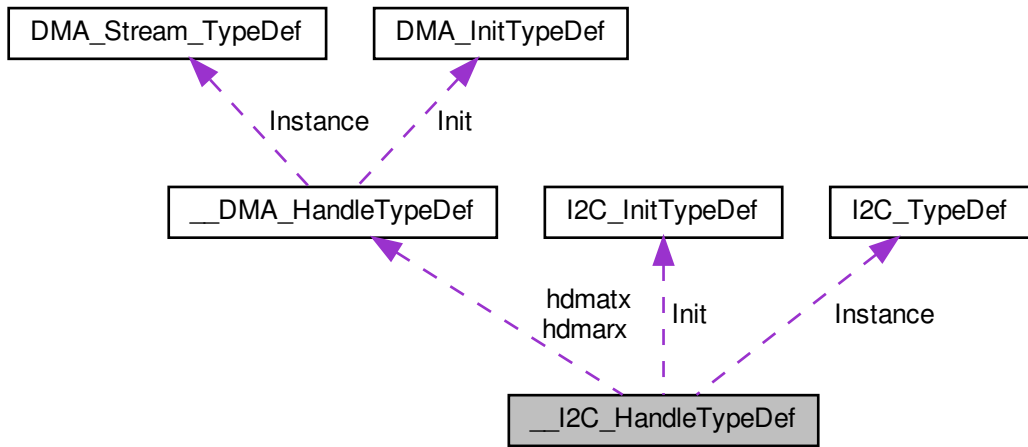 DMA_Stream_TypeDef
DMA_InitTypeDef
Instance
Init
__DMA_HandleTypeDef
I2C_InitTypeDef
I2C_TypeDef
hdmatx
hdmarx
Init
Instance
__I2C_HandleTypeDef